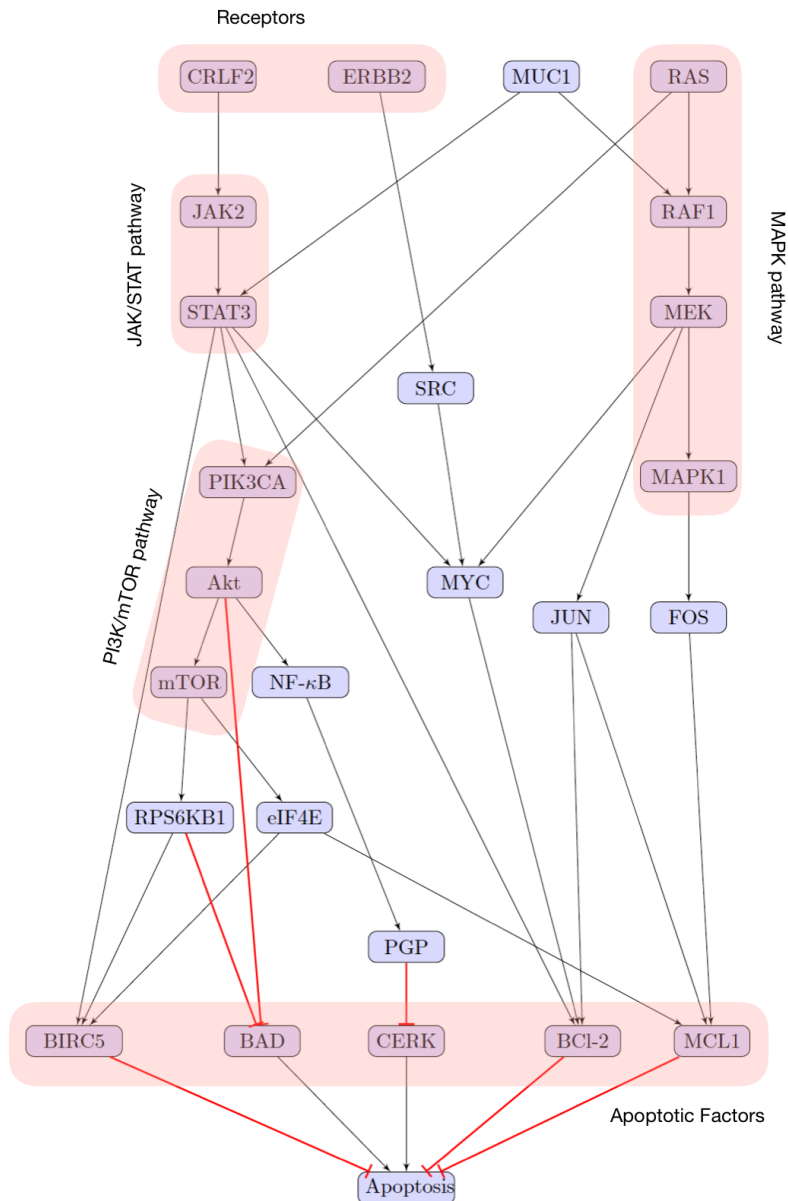 Receptors
CRLF2
ERBB2
MUC1
RAS
JAK/STAT pathway
JAK2
RAF1
MAPK pathway
STAT3
MEK
SRC
PI3K/mTOR pathway
PIK3CA
MAPK1
Akt
MYC
JUN
FOS
mTOR
NF-κB
RPS6KB1
eIF4E
PGP
BIRC5
BAD
CERK
BCl-2
MCL1
Apoptotic Factors
Apoptosis